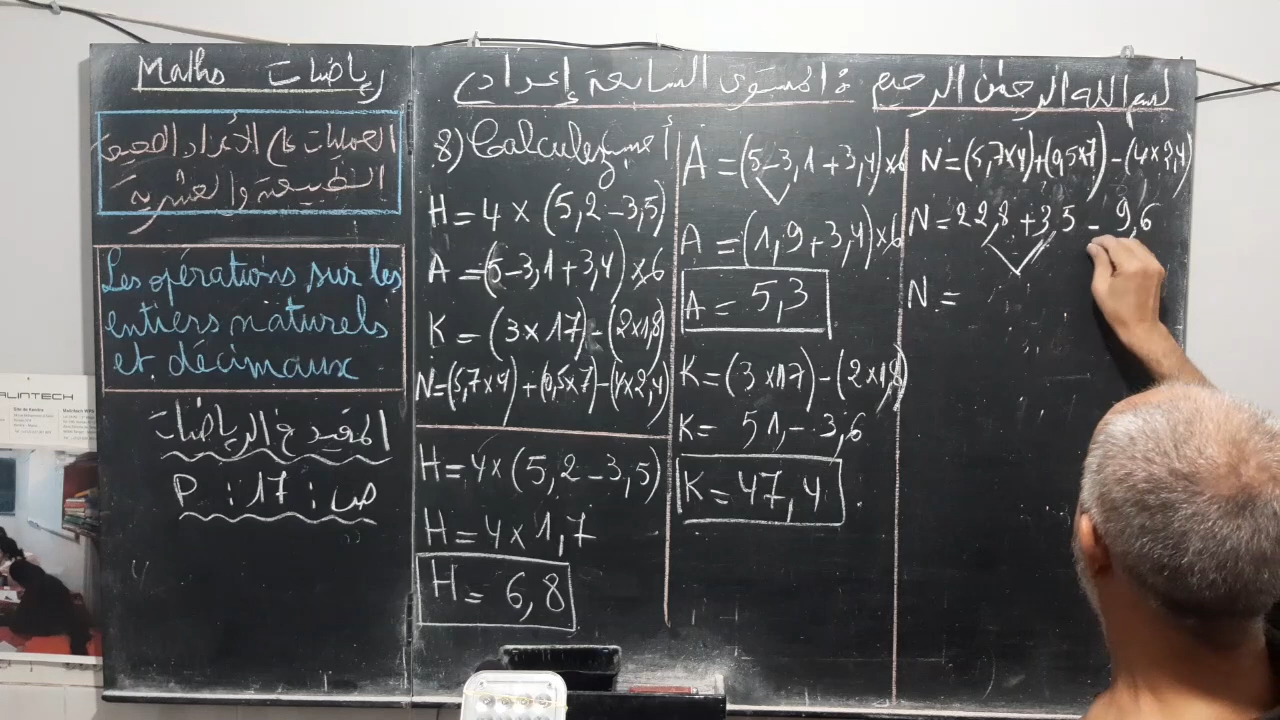 Maths رياضيات
العمليات على الأعداد الصحيحة
الطبيعية والعشرية
Les opérations sur les
entiers naturels
et décimaux
المفيد في الرياضيات
ص : 17 : P
بسم الله الرحمٰن الرحيم : المستوى السابعة إعدادي
8) Calculez أحسب
H = 4 × (5,2 – 3,5)
A = (5 – 3,1 + 3,4) × 6
K = (3 × 17) – (2 × 1,8)
N = (5,7 × 4) + (0,5 × 7) – (4 × 2,4)
H = 4 × (5,2 – 3,5)
H = 4 × 1,7
H = 6,8
A = (5 – 3,1 + 3,4) × 6
A = (1,9 + 3,4) × 6
A = 5,3
K = (3 × 17) – (2 × 1,8)
K = 51, – 3,6
K = 47,4
N = (5,7 × 4) + (0,5 × 7) – (4 × 2,4)
N = 22,8 + 3,5 – 9,6
N =
ALINTECH